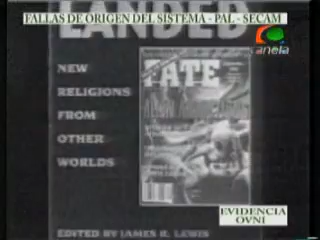 FALLAS DE ORIGEN DEL SISTEMA - PAL - SECAM
LANDED
anela
NEW
RELIGIONS
FROM
OTHER
WORLDS
FATE
EDITED BY JAMES R. LEWIS
EVIDENCIA
OVNI